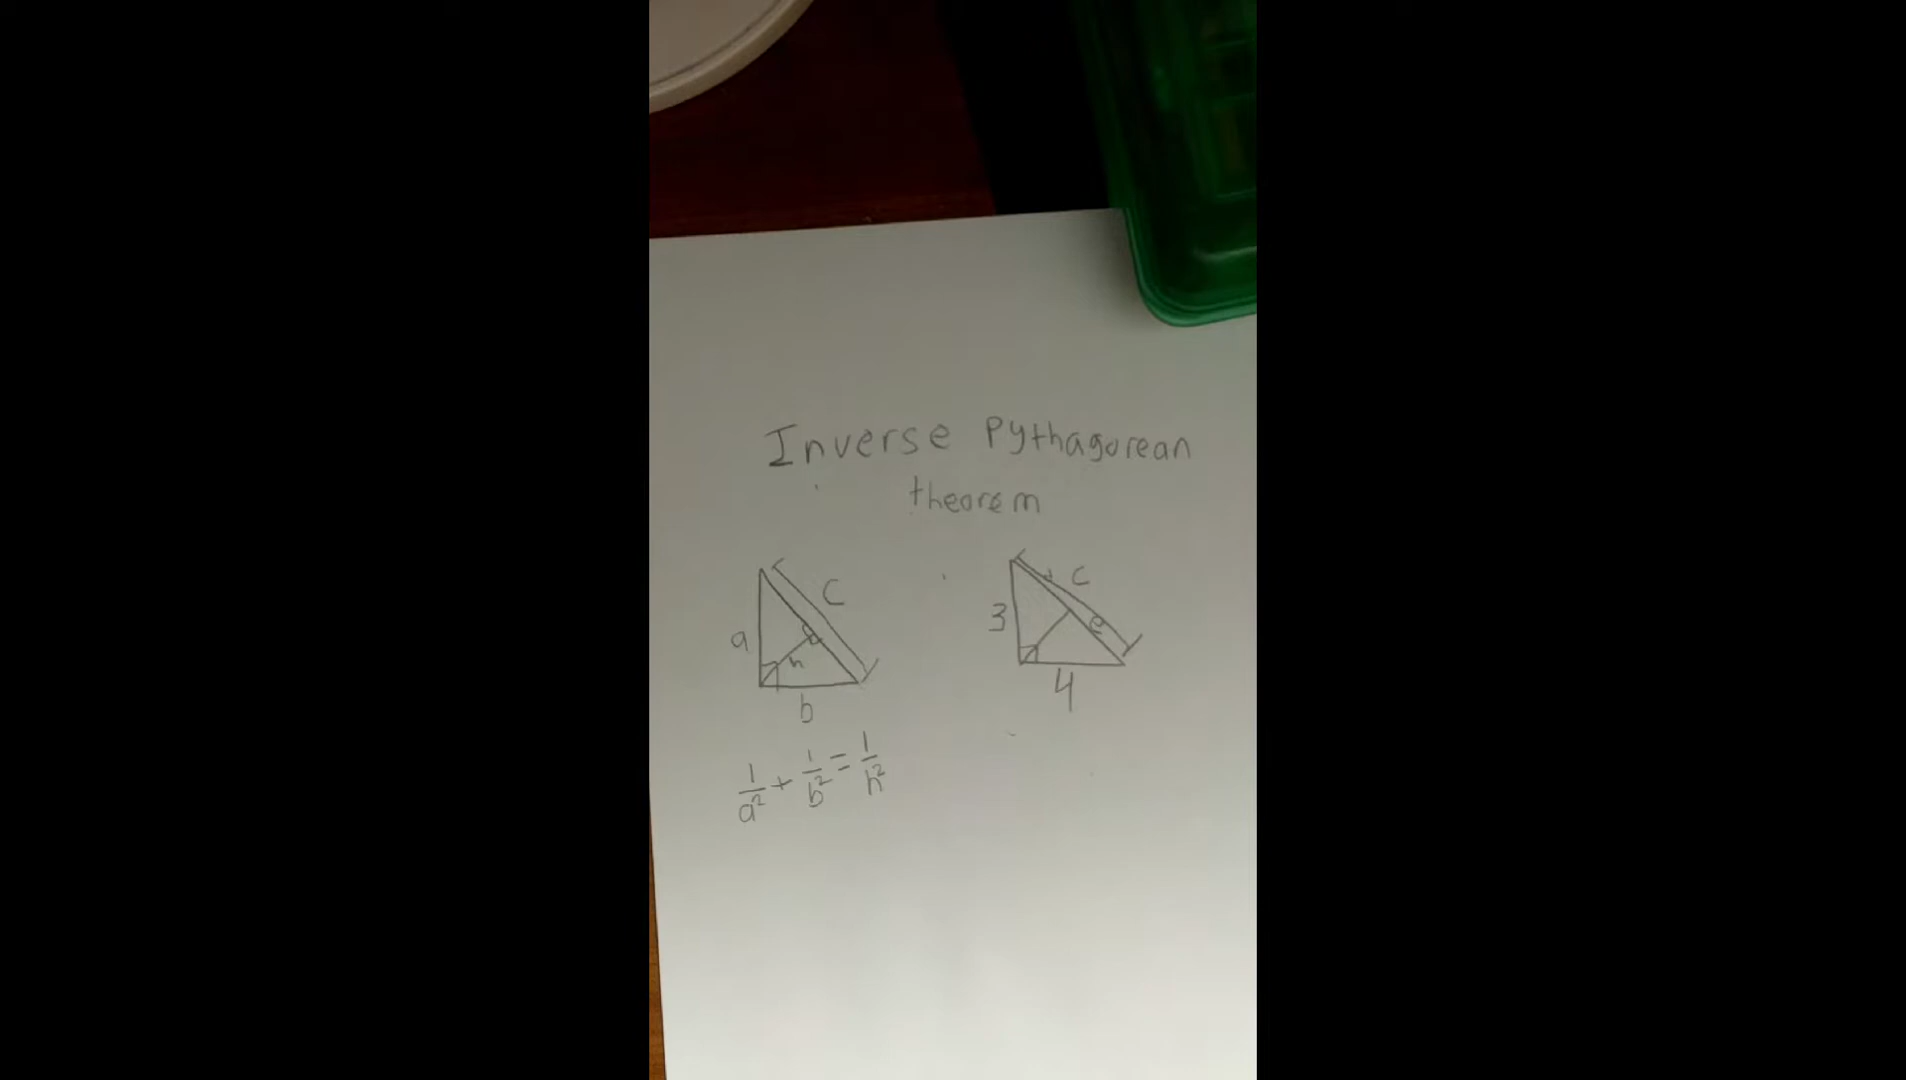 Inverse Pythagorean
theorem
a
C
h
b
3
d
c
e
4
1/a² + 1/b² = 1/h²